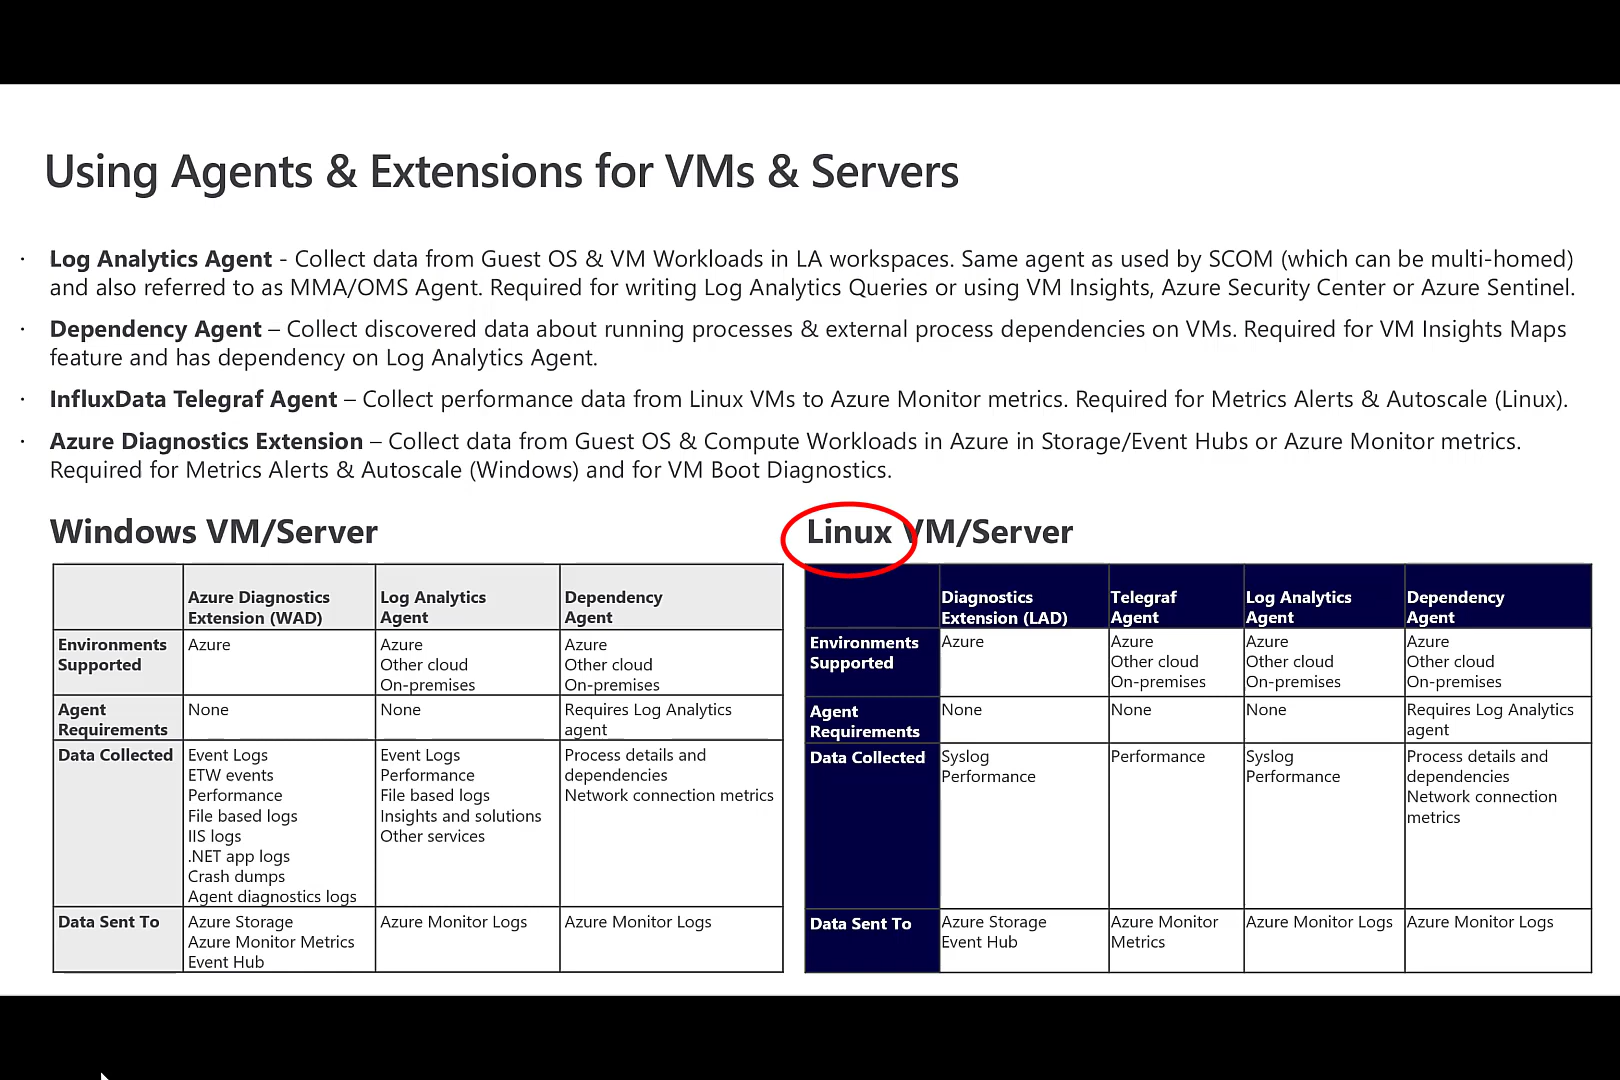 Using Agents & Extensions for VMs & Servers
· Log Analytics Agent - Collect data from Guest OS & VM Workloads in LA workspaces. Same agent as used by SCOM (which can be multi-homed)
and also referred to as MMA/OMS Agent. Required for writing Log Analytics Queries or using VM Insights, Azure Security Center or Azure Sentinel.
· Dependency Agent – Collect discovered data about running processes & external process dependencies on VMs. Required for VM Insights Maps
feature and has dependency on Log Analytics Agent.
· InfluxData Telegraf Agent – Collect performance data from Linux VMs to Azure Monitor metrics. Required for Metrics Alerts & Autoscale (Linux).
· Azure Diagnostics Extension – Collect data from Guest OS & Compute Workloads in Azure in Storage/Event Hubs or Azure Monitor metrics.
Required for Metrics Alerts & Autoscale (Windows) and for VM Boot Diagnostics.
Windows VM/Server
Azure Diagnostics
Extension (WAD)
Log Analytics
Agent
Dependency
Agent
Environments
Supported
Azure
Azure
Other cloud
On-premises
Azure
Other cloud
On-premises
Agent
Requirements
None
None
Requires Log Analytics
agent
Data Collected
Event Logs
ETW events
Performance
File based logs
IIS logs
.NET app logs
Crash dumps
Agent diagnostics logs
Event Logs
Performance
File based logs
Insights and solutions
Other services
Process details and
dependencies
Network connection metrics
Data Sent To
Azure Storage
Azure Monitor Metrics
Event Hub
Azure Monitor Logs
Azure Monitor Logs
Linux VM/Server
Diagnostics
Extension (LAD)
Telegraf
Agent
Log Analytics
Agent
Dependency
Agent
Environments
Supported
Azure
Azure
Other cloud
On-premises
Azure
Other cloud
On-premises
Azure
Other cloud
On-premises
Agent
Requirements
None
None
None
Requires Log Analytics
agent
Data Collected
Syslog
Performance
Performance
Syslog
Performance
Process details and
dependencies
Network connection
metrics
Data Sent To
Azure Storage
Event Hub
Azure Monitor
Metrics
Azure Monitor Logs
Azure Monitor Logs